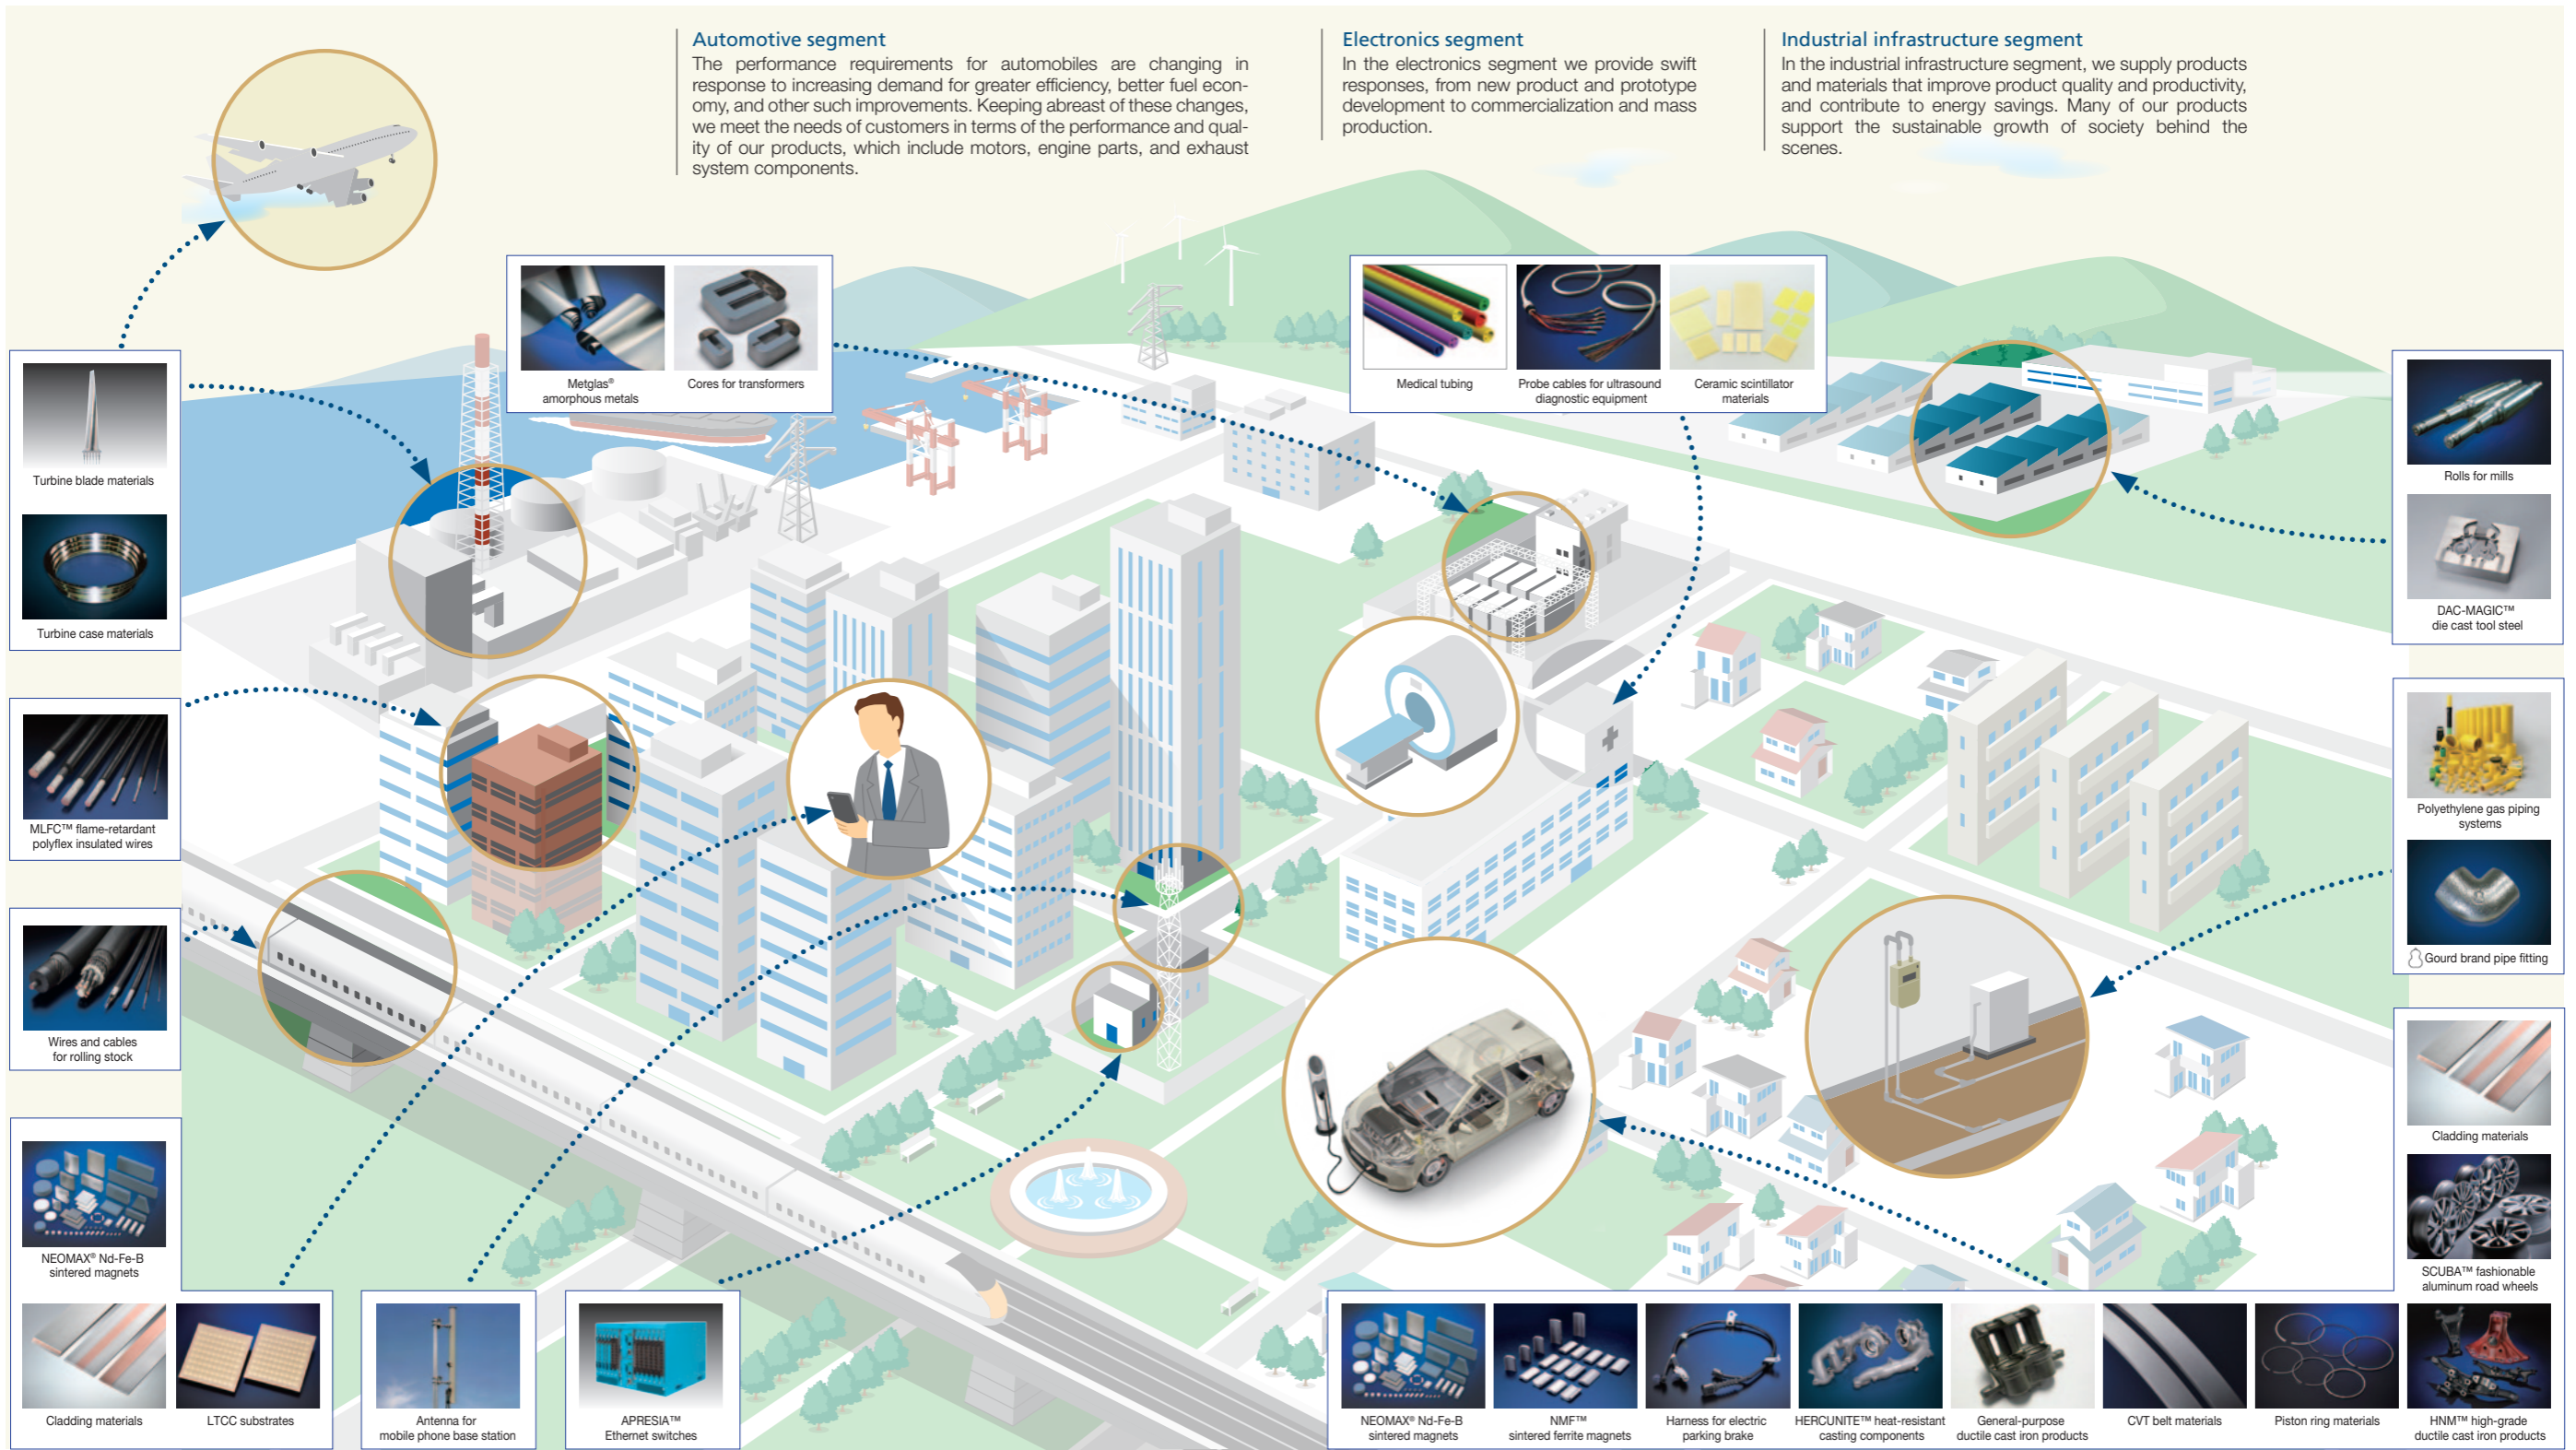 Automotive segment
The performance requirements for automobiles are changing in
response to increasing demand for greater efficiency, better fuel econ-
omy, and other such improvements. Keeping abreast of these changes,
we meet the needs of customers in terms of the performance and qual-
ity of our products, which include motors, engine parts, and exhaust
system components.
Electronics segment
In the electronics segment we provide swift
responses, from new product and prototype
development to commercialization and mass
production.
Industrial infrastructure segment
In the industrial infrastructure segment, we supply products
and materials that improve product quality and productivity,
and contribute to energy savings. Many of our products
support the sustainable growth of society behind the
scenes.
Metglas®
amorphous metals
Cores for transformers
Medical tubing
Probe cables for ultrasound
diagnostic equipment
Ceramic scintillator
materials
Turbine blade materials
Turbine case materials
MLFC™ flame-retardant
polyflex insulated wires
Wires and cables
for rolling stock
NEOMAX® Nd-Fe-B
sintered magnets
Cladding materials
LTCC substrates
Antenna for
mobile phone base station
APRESIA™
Ethernet switches
Rolls for mills
DAC-MAGIC™
die cast tool steel
Polyethylene gas piping
systems
Gourd brand pipe fitting
Cladding materials
SCUBA™ fashionable
aluminum road wheels
NEOMAX® Nd-Fe-B
sintered magnets
NMF™
sintered ferrite magnets
Harness for electric
parking brake
HERCUNITE™ heat-resistant
casting components
General-purpose
ductile cast iron products
CVT belt materials
Piston ring materials
HNM™ high-grade
ductile cast iron products